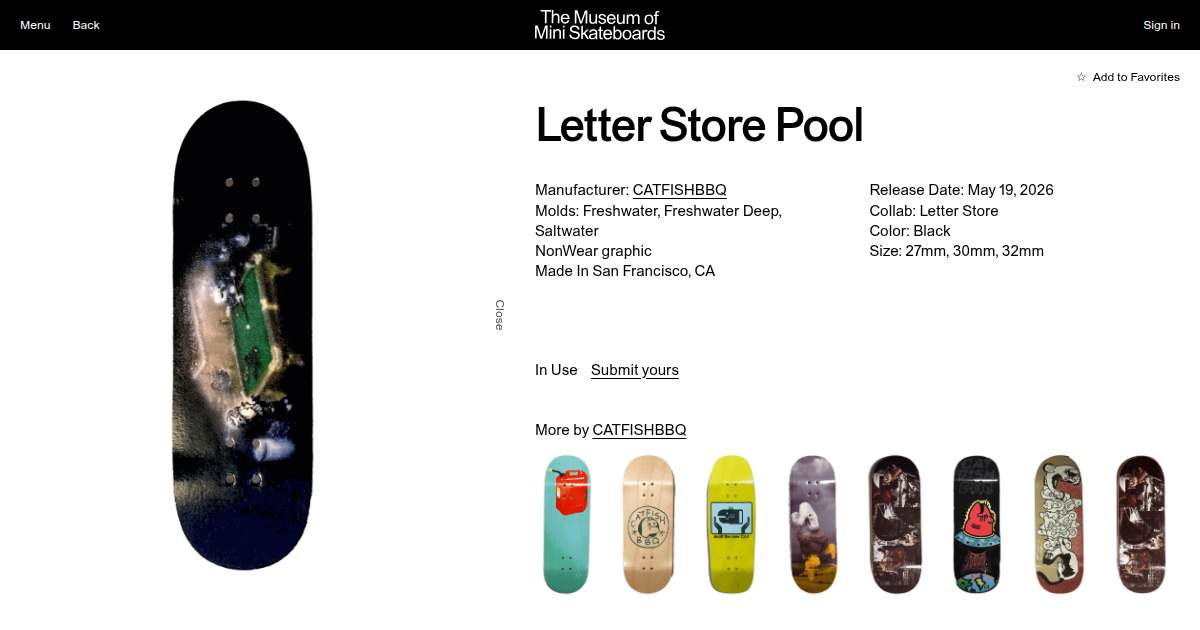 Menu
Back
The Museum of
Mini Skateboards
Sign in
☆ Add to Favorites
Letter Store Pool
Manufacturer: CATFISHBBQ
Molds: Freshwater, Freshwater Deep,
Saltwater
NonWear graphic
Made In San Francisco, CA
Release Date: May 19, 2026
Collab: Letter Store
Color: Black
Size: 27mm, 30mm, 32mm
Close
In Use
Submit yours
More by CATFISHBBQ
CATFISH
BBQ